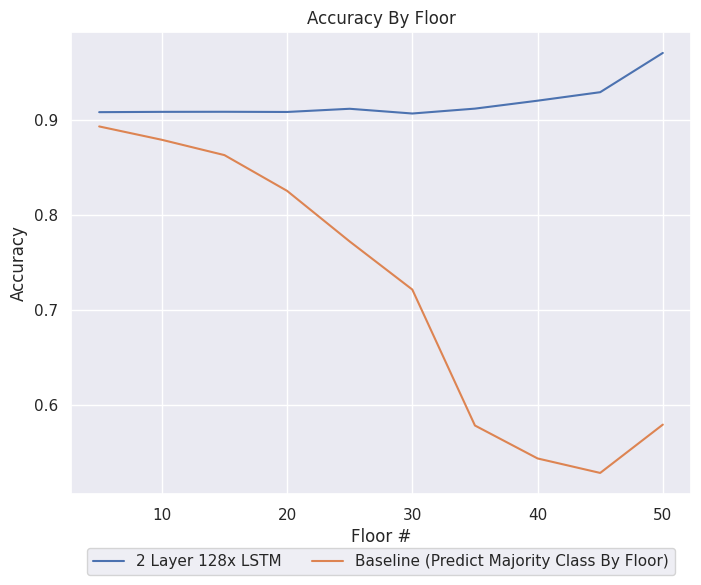 Accuracy By Floor
Accuracy
0.9
0.8
0.7
0.6
10 20 30 40 50
Floor #
2 Layer 128x LSTM Baseline (Predict Majority Class By Floor)